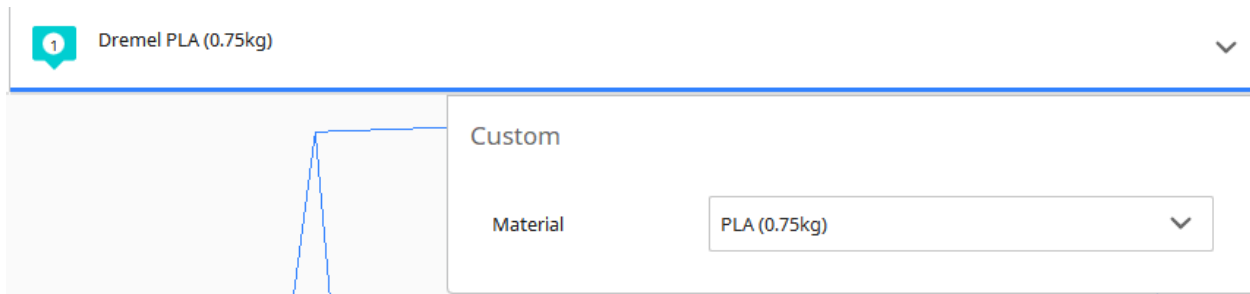 1
Dremel PLA (0.75kg)
Custom
Material
PLA (0.75kg)